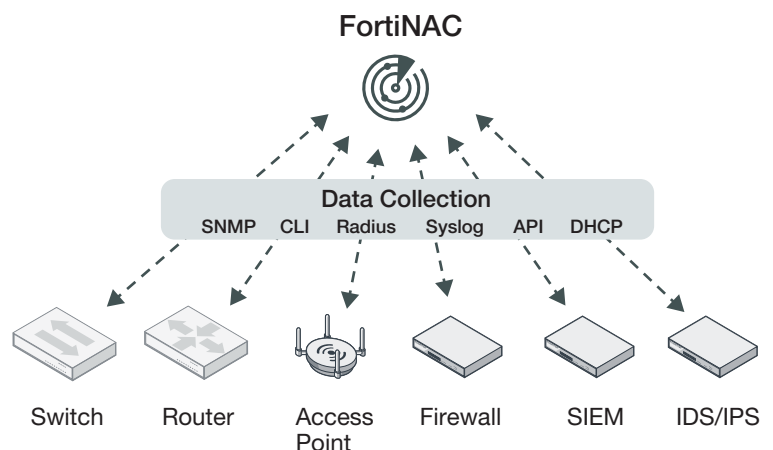 FortiNAC
Data Collection
SNMP CLI Radius Syslog API DHCP
Switch Router Access Point Firewall SIEM IDS/IPS